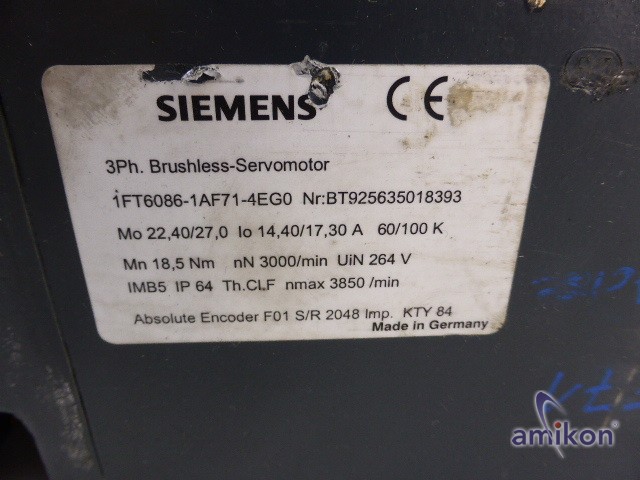 SIEMENS CE
3Ph. Brushless-Servomotor
1FT6086-1AF71-4EG0 Nr:BT925635018393
Mo 22,40/27,0 Io 14,40/17,30 A 60/100 K
Mn 18,5 Nm nN 3000/min UiN 264 V
IMB5 IP 64 Th.CLF nmax 3850 /min
Absolute Encoder F01 S/R 2048 Imp. KTY 84
Made in Germany
amikon